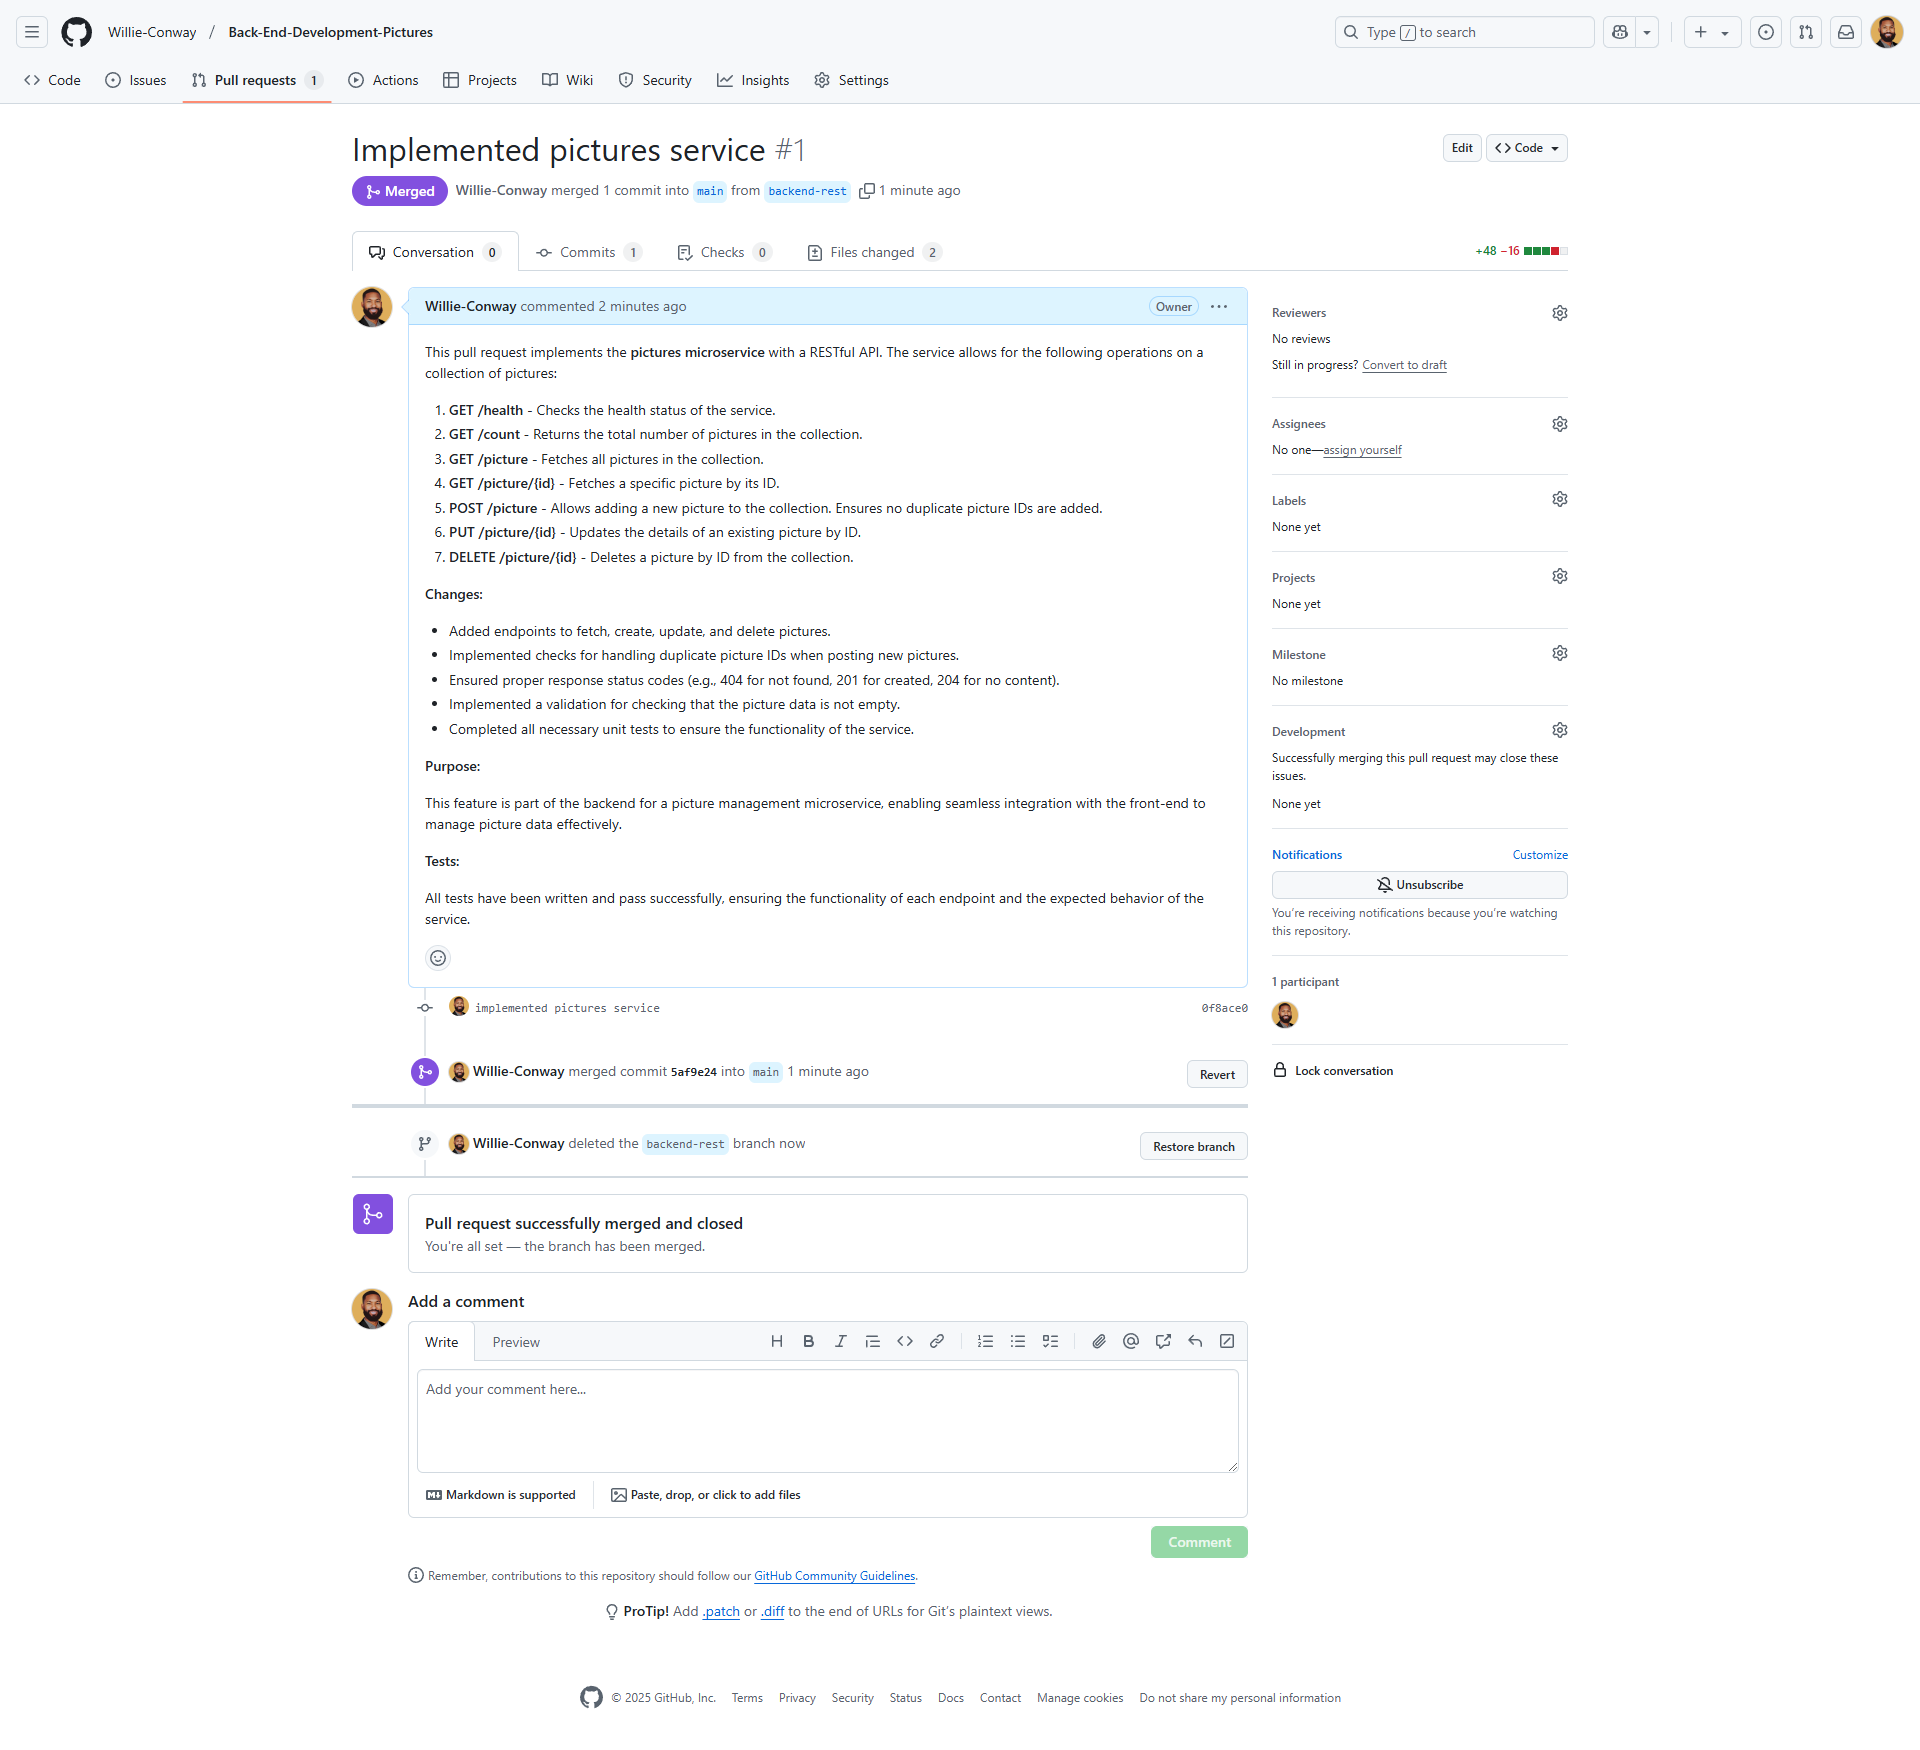 Willie-Conway / Back-End-Development-Pictures
Type / to search
Code
Issues
Pull requests 1
Actions
Projects
Wiki
Security
Insights
Settings
Implemented pictures service #1
Edit
Code
Merged
Willie-Conway merged 1 commit into main from backend-rest 1 minute ago
Conversation 0
Commits 1
Checks 0
Files changed 2
+48 −16
Willie-Conway commented 2 minutes ago
Owner
This pull request implements the pictures microservice with a RESTful API. The service allows for the following operations on a
collection of pictures:
1. GET /health - Checks the health status of the service.
2. GET /count - Returns the total number of pictures in the collection.
3. GET /picture - Fetches all pictures in the collection.
4. GET /picture/{id} - Fetches a specific picture by its ID.
5. POST /picture - Allows adding a new picture to the collection. Ensures no duplicate picture IDs are added.
6. PUT /picture/{id} - Updates the details of an existing picture by ID.
7. DELETE /picture/{id} - Deletes a picture by ID from the collection.
Changes:
• Added endpoints to fetch, create, update, and delete pictures.
• Implemented checks for handling duplicate picture IDs when posting new pictures.
• Ensured proper response status codes (e.g., 404 for not found, 201 for created, 204 for no content).
• Implemented a validation for checking that the picture data is not empty.
• Completed all necessary unit tests to ensure the functionality of the service.
Purpose:
This feature is part of the backend for a picture management microservice, enabling seamless integration with the front-end to
manage picture data effectively.
Tests:
All tests have been written and pass successfully, ensuring the functionality of each endpoint and the expected behavior of the
service.
implemented pictures service
0f8ace0
Willie-Conway merged commit 5af9e24 into main 1 minute ago
Revert
Willie-Conway deleted the backend-rest branch now
Restore branch
Pull request successfully merged and closed
You're all set — the branch has been merged.
Add a comment
Write
Preview
Add your comment here...
Markdown is supported
Paste, drop, or click to add files
Comment
Remember, contributions to this repository should follow our GitHub Community Guidelines.
ProTip! Add .patch or .diff to the end of URLs for Git's plaintext views.
Reviewers
No reviews
Still in progress? Convert to draft
Assignees
No one—assign yourself
Labels
None yet
Projects
None yet
Milestone
No milestone
Development
Successfully merging this pull request may close these
issues.
None yet
Notifications
Customize
Unsubscribe
You're receiving notifications because you're watching
this repository.
1 participant
Lock conversation
© 2025 GitHub, Inc.
Terms
Privacy
Security
Status
Docs
Contact
Manage cookies
Do not share my personal information